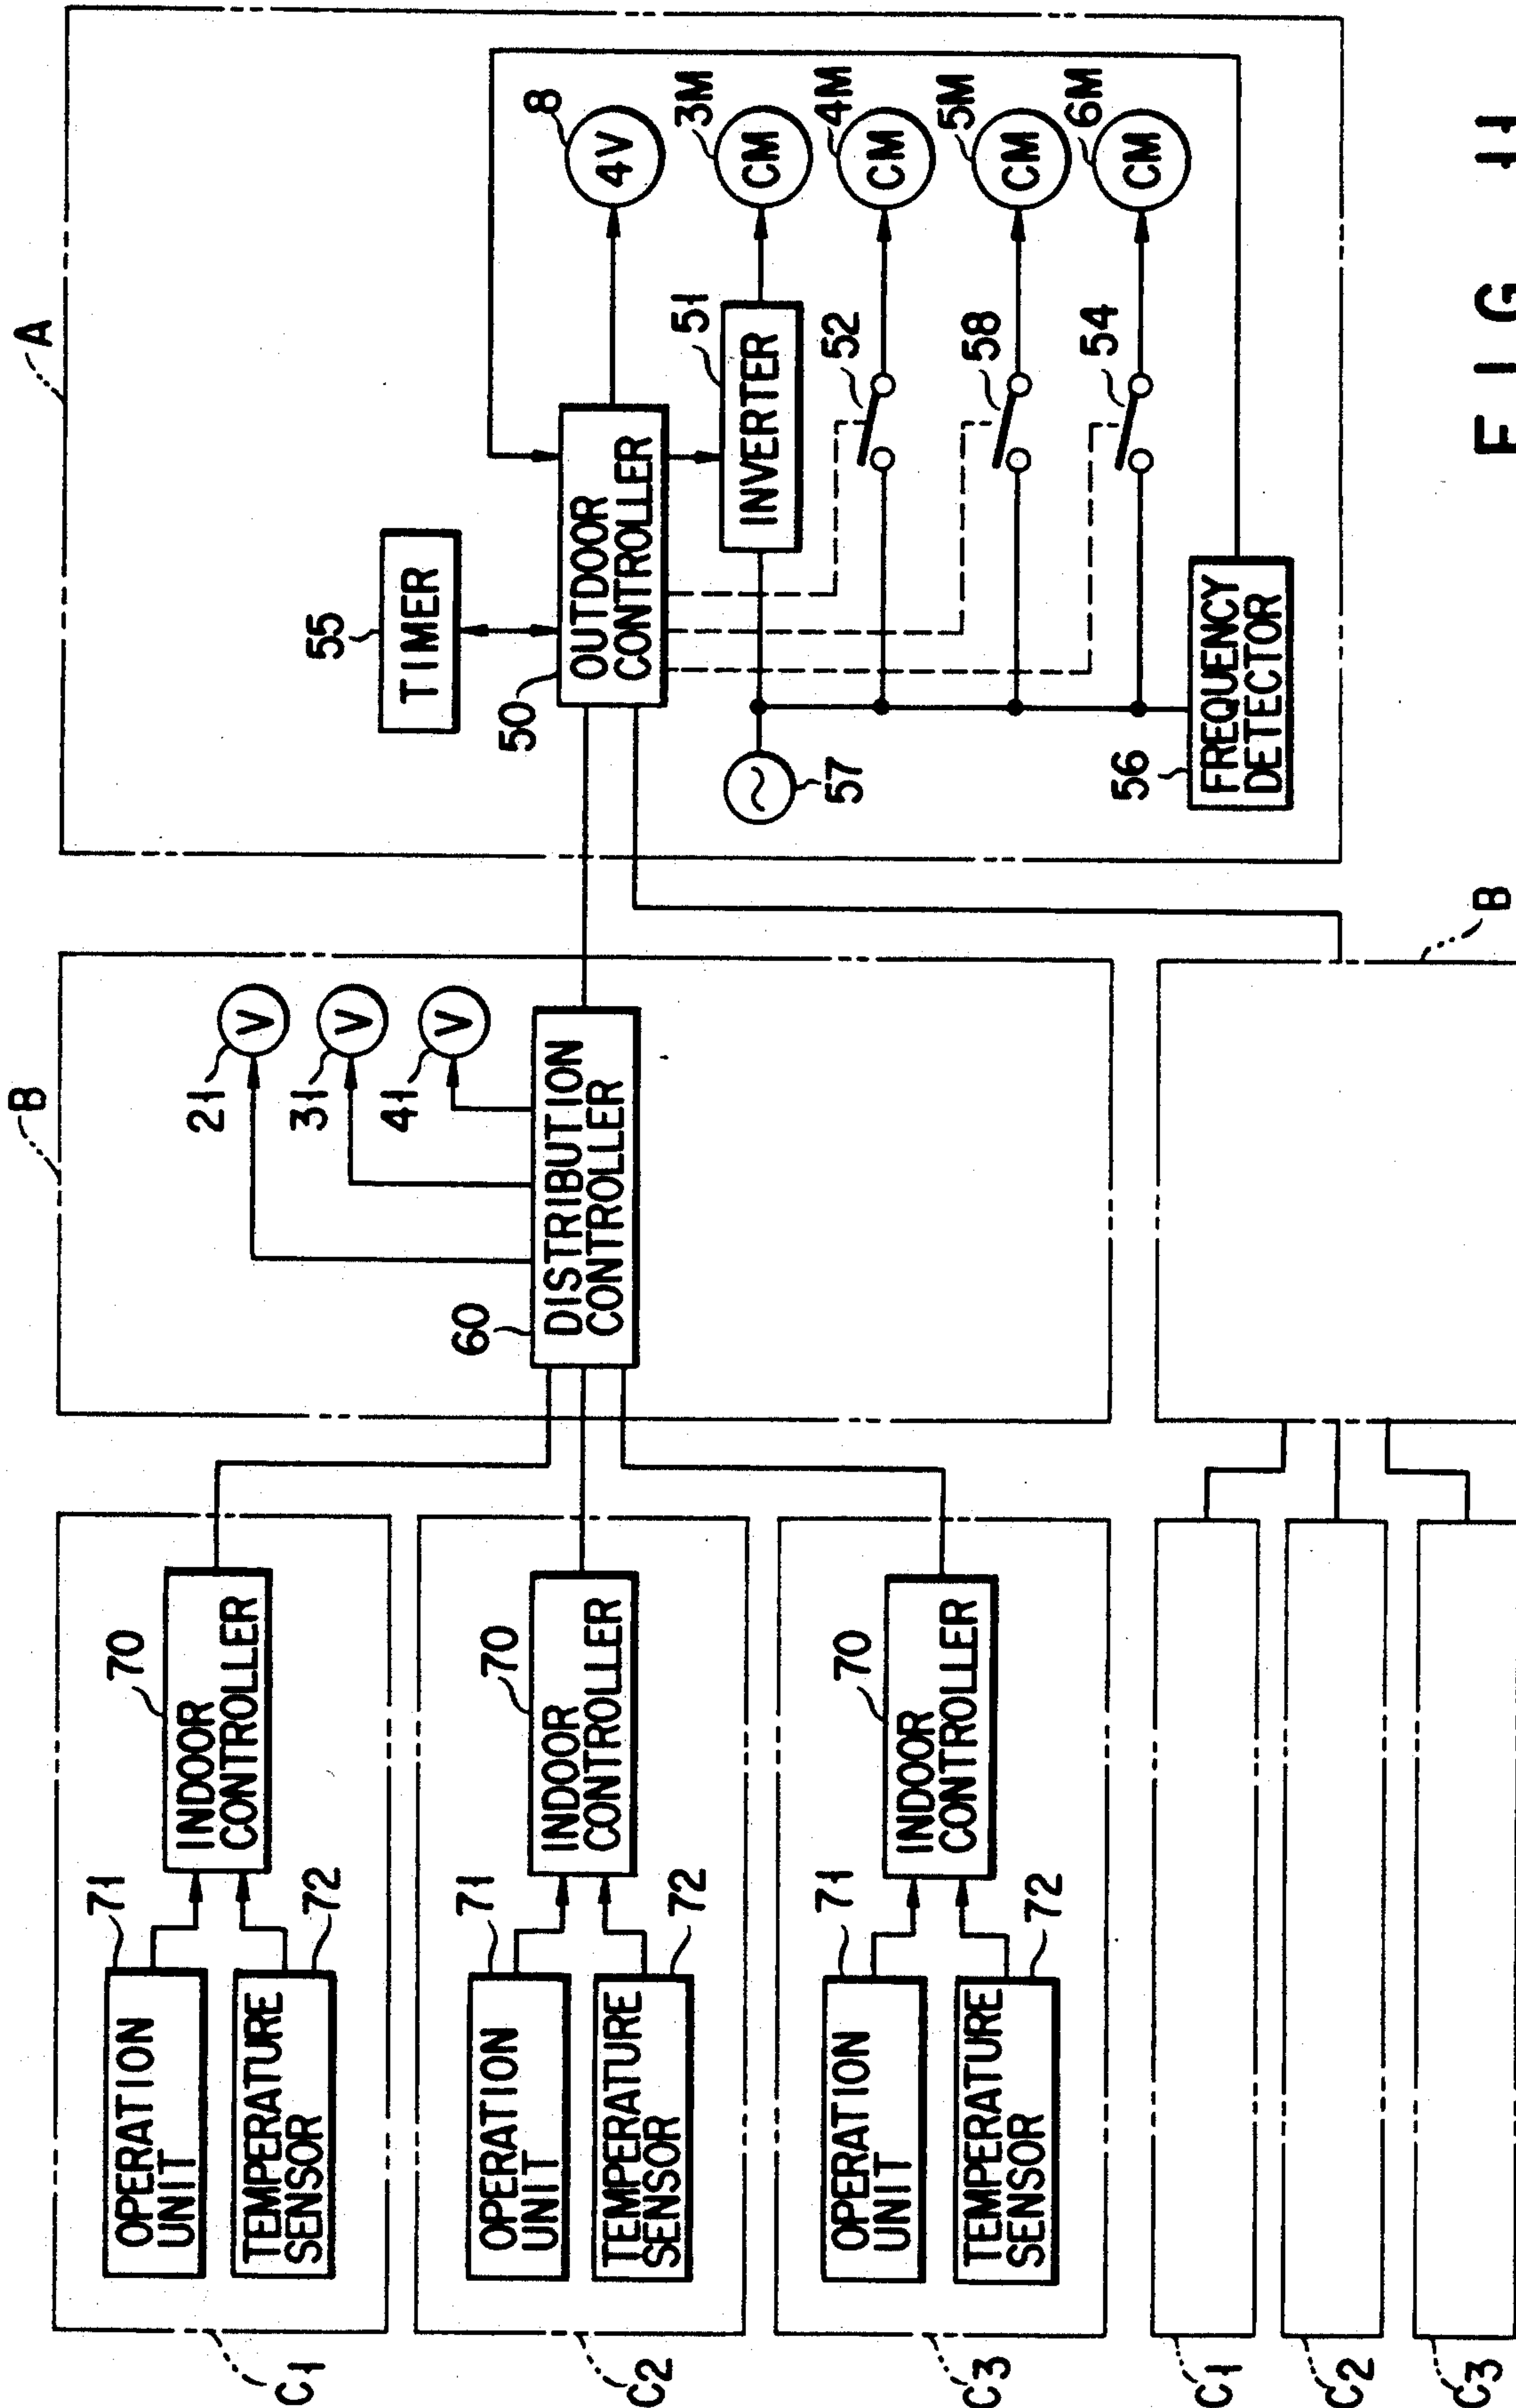 C1
OPERATION
UNIT
71
TEMPERATURE
SENSOR
72
INDOOR
CONTROLLER
70
C2
OPERATION
UNIT
71
TEMPERATURE
SENSOR
72
INDOOR
CONTROLLER
70
C3
OPERATION
UNIT
71
TEMPERATURE
SENSOR
72
INDOOR
CONTROLLER
70
C1
C2
C3
B
21
V
31
V
41
V
60
DISTRIBUTION
CONTROLLER
B
A
55
TIMER
50
OUTDOOR
CONTROLLER
8
4V
51
INVERTER
3M
CM
52
4M
CM
58
5M
CM
54
6M
CM
57
~
56
FREQUENCY
DETECTOR
FIG 11